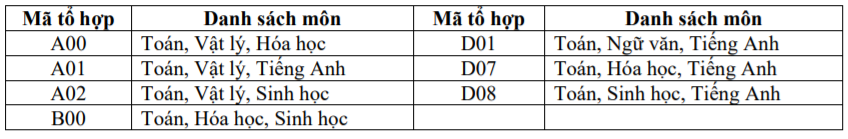 Mã tổ hợp Danh sách môn Mã tổ hợp Danh sách môn
A00 Toán, Vật lý, Hóa học D01 Toán, Ngữ văn, Tiếng Anh
A01 Toán, Vật lý, Tiếng Anh D07 Toán, Hóa học, Tiếng Anh
A02 Toán, Vật lý, Sinh học D08 Toán, Sinh học, Tiếng Anh
B00 Toán, Hóa học, Sinh học